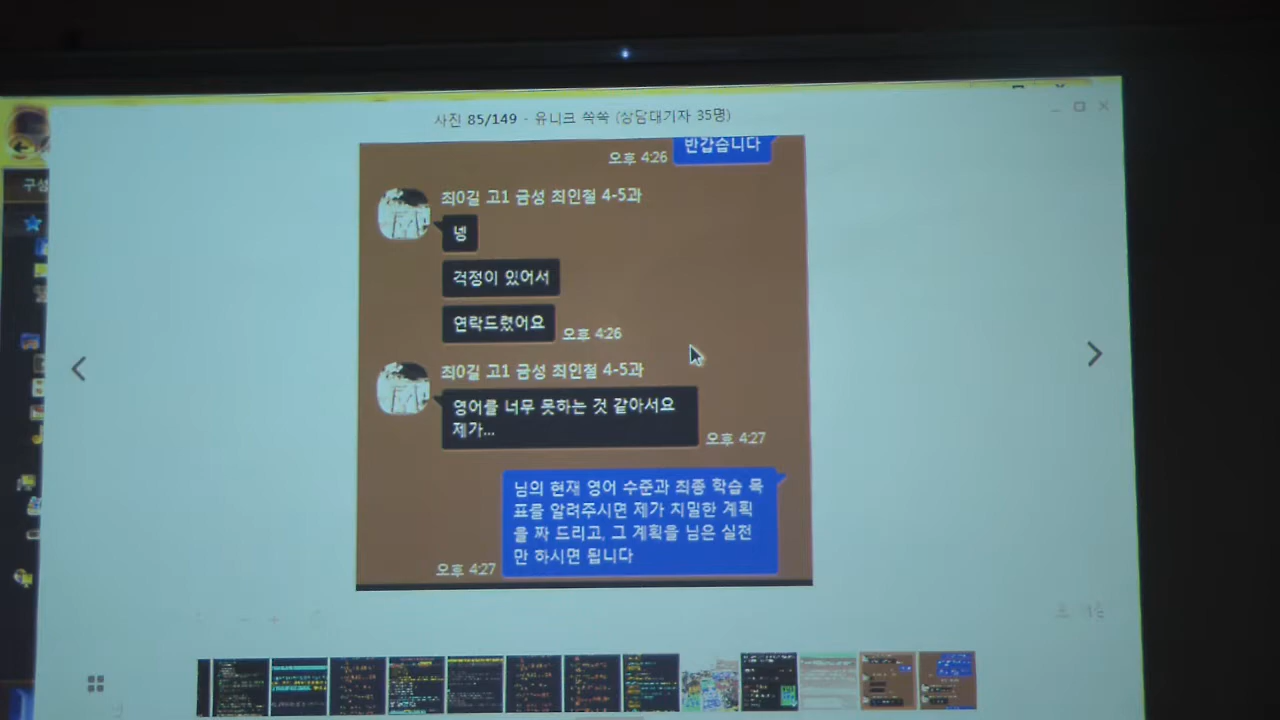 사진 85/149 - 유니크 쏙쏙 (상담대기자 35명)
구성
반갑습니다
오후 4:26
최0길 고1 금성 최인철 4-5과
넹
걱정이 있어서
연락드렸어요
오후 4:26
최0길 고1 금성 최인철 4-5과
영어를 너무 못하는 것 같아서요
제가...
오후 4:27
님의 현재 영어 수준과 최종 학습 목
표를 알려주시면 제가 치밀한 계획
을 짜 드리고, 그 계획을 님은 실전
만 하시면 됩니다
오후 4:27